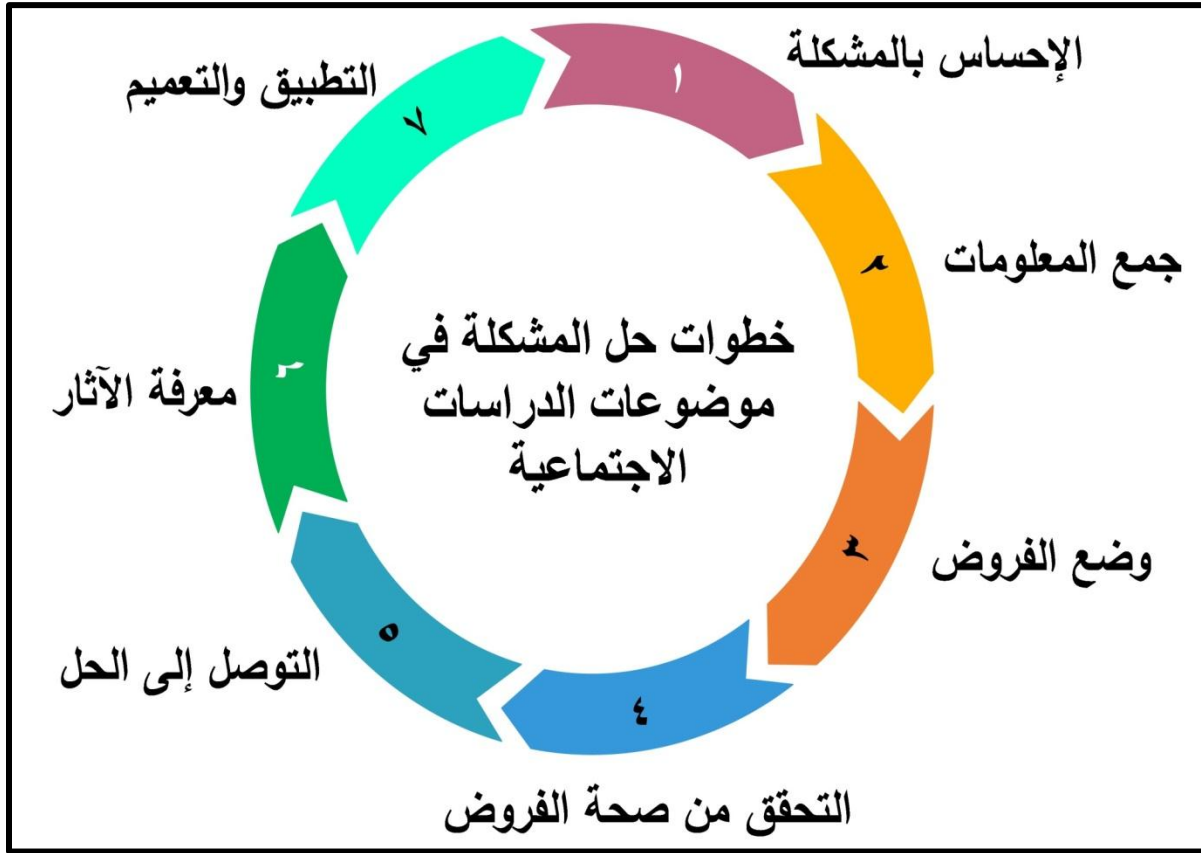 خطوات حل المشكلة في
موضوعات الدراسات
الاجتماعية
١
الإحساس بالمشكلة
٢
جمع المعلومات
٣
وضع الفروض
٤
التحقق من صحة الفروض
٥
التوصل إلى الحل
٦
معرفة الآثار
٧
التطبيق والتعميم